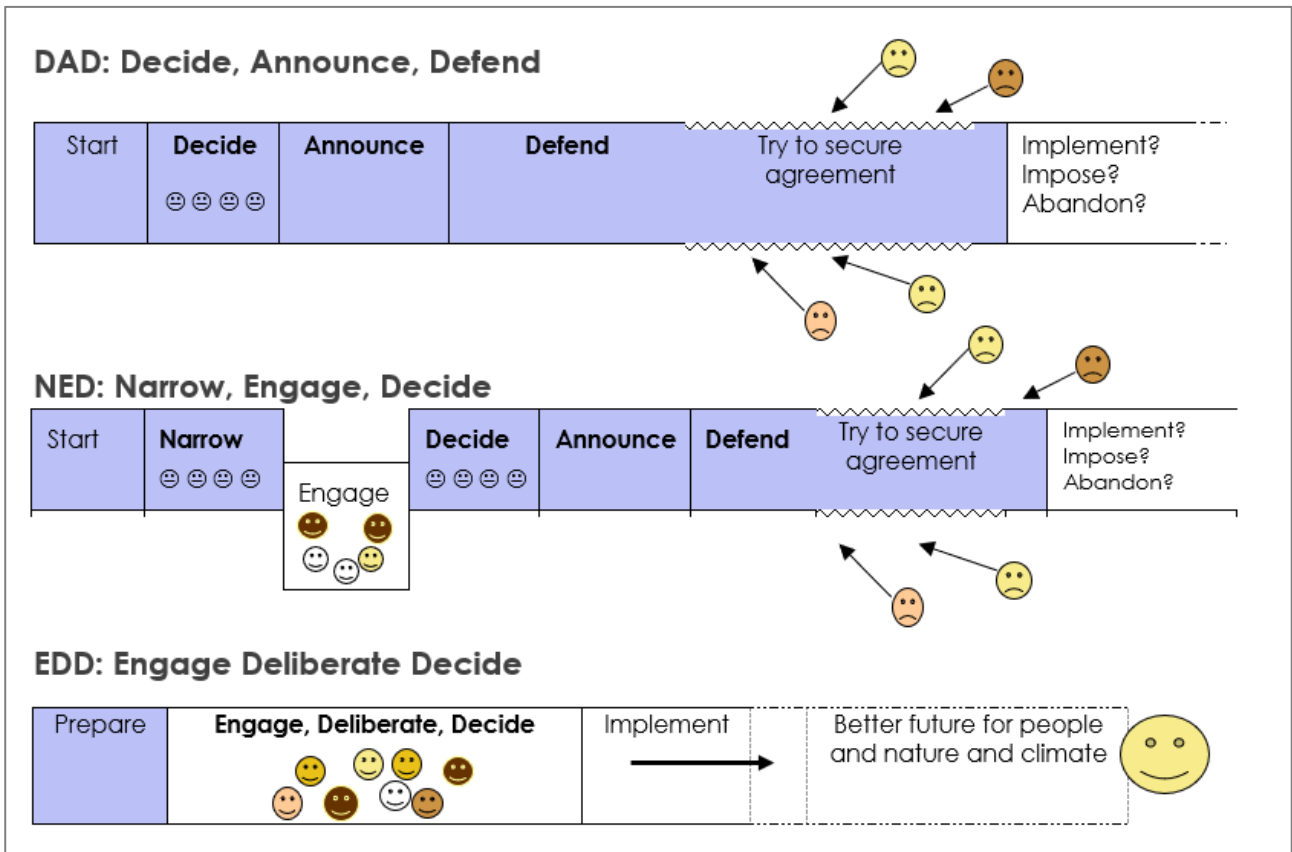 DAD: Decide, Announce, Defend
Start
Decide
Announce
Defend
Try to secure
agreement
Implement?
Impose?
Abandon?
NED: Narrow, Engage, Decide
Start
Narrow
Engage
Decide
Announce
Defend
Try to secure
agreement
Implement?
Impose?
Abandon?
EDD: Engage Deliberate Decide
Prepare
Engage, Deliberate, Decide
Implement
Better future for people
and nature and climate